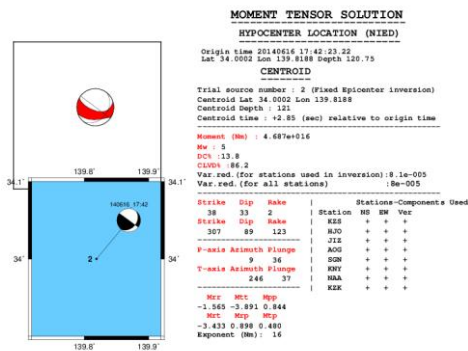 MOMENT TENSOR SOLUTION
HYPOCENTER LOCATION (NIED)
Origin time 20140616 17:42:23.22
Lat 34.0002 Lon 139.8188 Depth 120.75
CENTROID
Trial source number : 2 (Fixed Epicenter inversion)
Centroid Lat 34.0002 Lon 139.8188
Centroid Depth : 121
Centroid time : +2.85 (sec) relative to origin time
Moment (Nm) : 4.687e+016
Mw : 5
DC% :13.8
CLVD% :86.2
Var.red.(for stations used in inversion):8.1e-005
Var.red.(for all stations) :8e-005
Strike Dip Rake | Stations-Components Used
38 33 2 | Station NS EW Ver
Strike Dip Rake | KZS + + +
307 89 123 | HJO + + +
| JIZ + + +
P-axis Azimuth Plunge | AOG + + +
9 36 | SGN + + +
T-axis Azimuth Plunge | KNY + + +
246 37 | NAA + + +
| KZK + + +
Mrr Mtt Mpp
-1.565 -3.891 0.844
Mrt Mrp Mtp
-3.433 0.898 0.480
Exponent (Nm): 16
139.8˚ 139.9˚
34.1˚ 34.1˚
140616_17:42
34˚ 2 34˚
139.8˚ 139.9˚